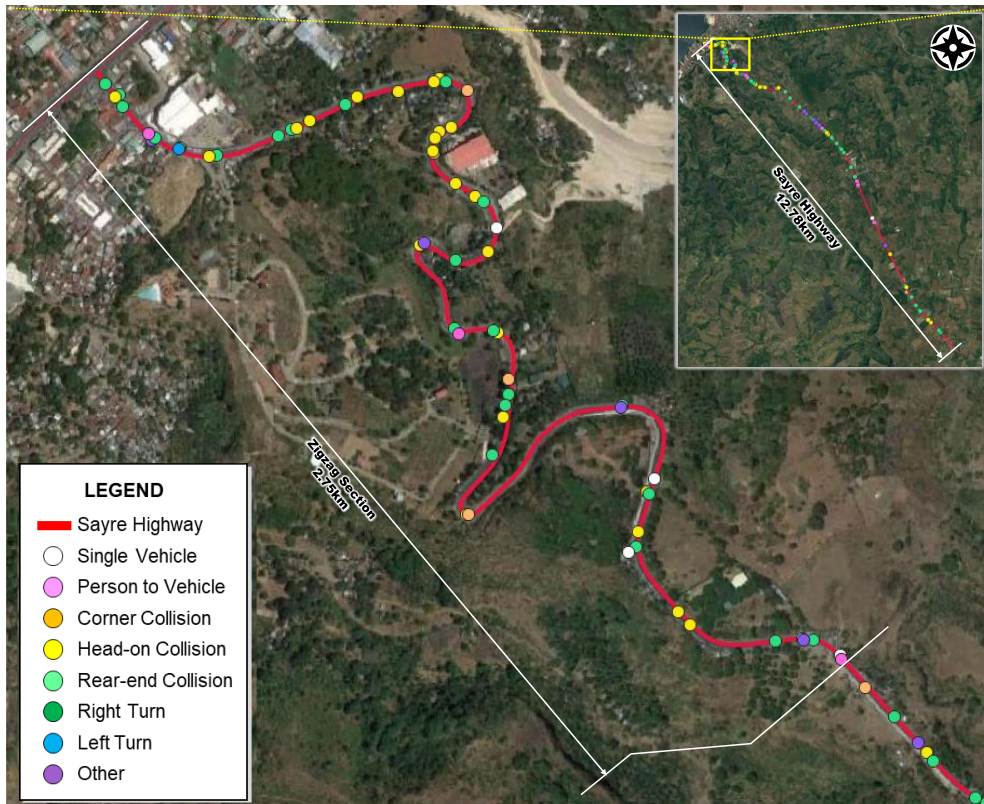 Sayre Highway
12.78km
Zigzag Section
2.75km
LEGEND
Sayre Highway
Single Vehicle
Person to Vehicle
Corner Collision
Head-on Collision
Rear-end Collision
Right Turn
Left Turn
Other